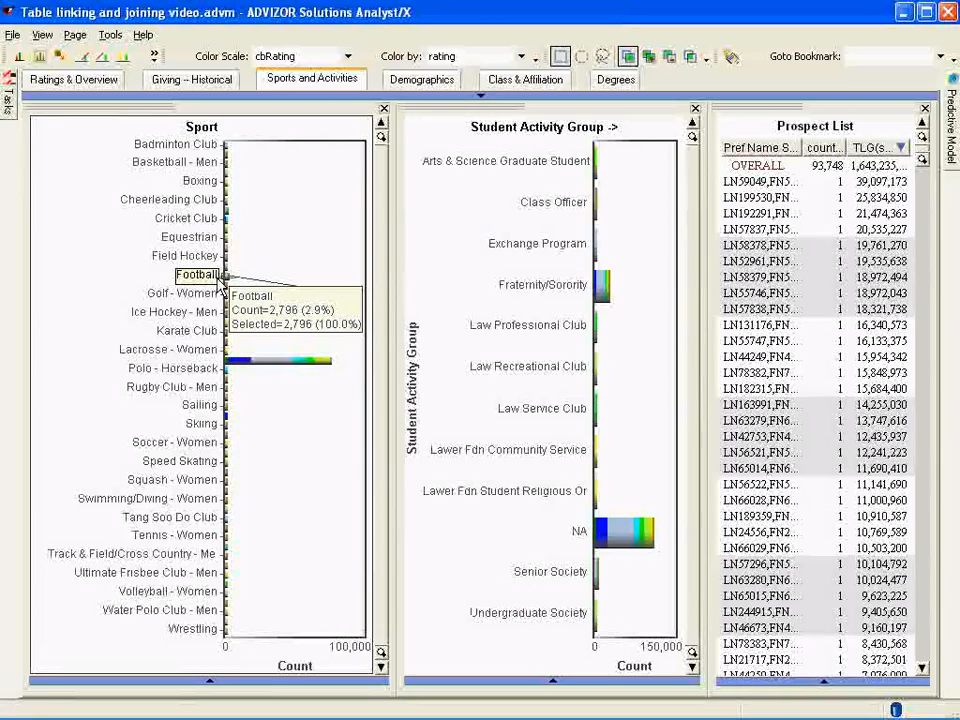 Table linking and joining video.advm - ADVIZOR Solutions Analyst/X
File View Page Tools Help
Color Scale: cbRating Color by: rating Goto Bookmark:
Ratings & Overview Giving -- Historical Sports and Activities Demographics Class & Affiliation Degrees
Tasks
Predictive Model
Sport
Badminton Club
Basketball - Men
Boxing
Cheerleading Club
Cricket Club
Equestrian
Field Hockey
Football
Golf - Women
Ice Hockey - Men
Karate Club
Lacrosse - Women
Polo - Horseback
Rugby Club - Men
Sailing
Skiing
Soccer - Women
Speed Skating
Squash - Women
Swimming/Diving - Women
Tang Soo Do Club
Tennis - Women
Track & Field/Cross Country - Me
Ultimate Frisbee Club - Men
Volleyball - Women
Water Polo Club - Men
Wrestling
0 100,000
Count
Football
Count=2,796 (2.9%)
Selected=2,796 (100.0%)
Student Activity Group ->
Student Activity Group
Arts & Science Graduate Student
Class Officer
Exchange Program
Fraternity/Sorority
Law Professional Club
Law Recreational Club
Law Service Club
Lawer Fdn Community Service
Lawer Fdn Student Religious Or
NA
Senior Society
Undergraduate Society
0 150,000
Count
Prospect List
Pref Name S... count... TLG(s...
OVERALL 93,748 1,643,235,...
LN59049,FN5... 1 39,097,173
LN199530,FN... 1 25,834,850
LN192291,FN... 1 21,474,363
LN57837,FN5... 1 20,535,227
LN58378,FN5... 1 19,761,270
LN52961,FN5... 1 19,535,638
LN58379,FN5... 1 18,972,494
LN55746,FN5... 1 18,972,043
LN57838,FN5... 1 18,321,738
LN131176,FN... 1 16,340,573
LN55747,FN5... 1 16,133,375
LN44249,FN4... 1 15,954,342
LN78382,FN7... 1 15,848,973
LN182315,FN... 1 15,684,400
LN163991,FN... 1 14,255,030
LN63279,FN6... 1 13,747,616
LN42753,FN4... 1 12,435,937
LN56521,FN5... 1 12,241,223
LN65014,FN6... 1 11,690,410
LN56522,FN5... 1 11,141,690
LN66028,FN6... 1 11,000,960
LN189359,FN... 1 10,910,587
LN24556,FN2... 1 10,769,589
LN66029,FN6... 1 10,503,200
LN57296,FN5... 1 10,104,792
LN63280,FN6... 1 10,024,477
LN65015,FN6... 1 9,623,225
LN244915,FN... 1 9,405,650
LN46673,FN4... 1 9,160,197
LN78383,FN7... 1 8,430,568
LN21717,FN2... 1 8,372,501